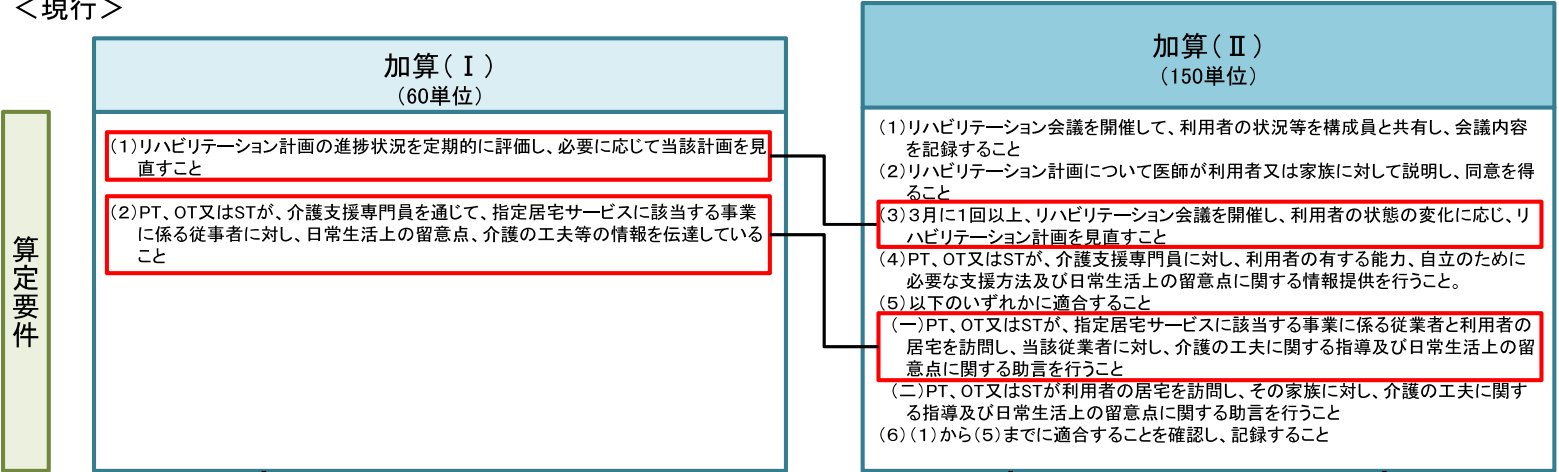 <現行>
算定要件
加算(Ⅰ)
(60単位)
(1)リハビリテーション計画の進捗状況を定期的に評価し、必要に応じて当該計画を見
直すこと
(2)PT、OT又はSTが、介護支援専門員を通じて、指定居宅サービスに該当する事業
に係る従事者に対し、日常生活上の留意点、介護の工夫等の情報を伝達している
こと
加算(Ⅱ)
(150単位)
(1)リハビリテーション会議を開催して、利用者の状況等を構成員と共有し、会議内容
を記録すること
(2)リハビリテーション計画について医師が利用者又は家族に対して説明し、同意を得
ること
(3)3月に1回以上、リハビリテーション会議を開催し、利用者の状態の変化に応じ、リ
ハビリテーション計画を見直すこと
(4)PT、OT又はSTが、介護支援専門員に対し、利用者の有する能力、自立のために
必要な支援方法及び日常生活上の留意点に関する情報提供を行うこと。
(5)以下のいずれかに適合すること
(一)PT、OT又はSTが、指定居宅サービスに該当する事業に係る従業者と利用者の
居宅を訪問し、当該従業者に対し、介護の工夫に関する指導及び日常生活上の留
意点に関する助言を行うこと
(二)PT、OT又はSTが利用者の居宅を訪問し、その家族に対し、介護の工夫に関す
る指導及び日常生活上の留意点に関する助言を行うこと
(6)(1)から(5)までに適合することを確認し、記録すること